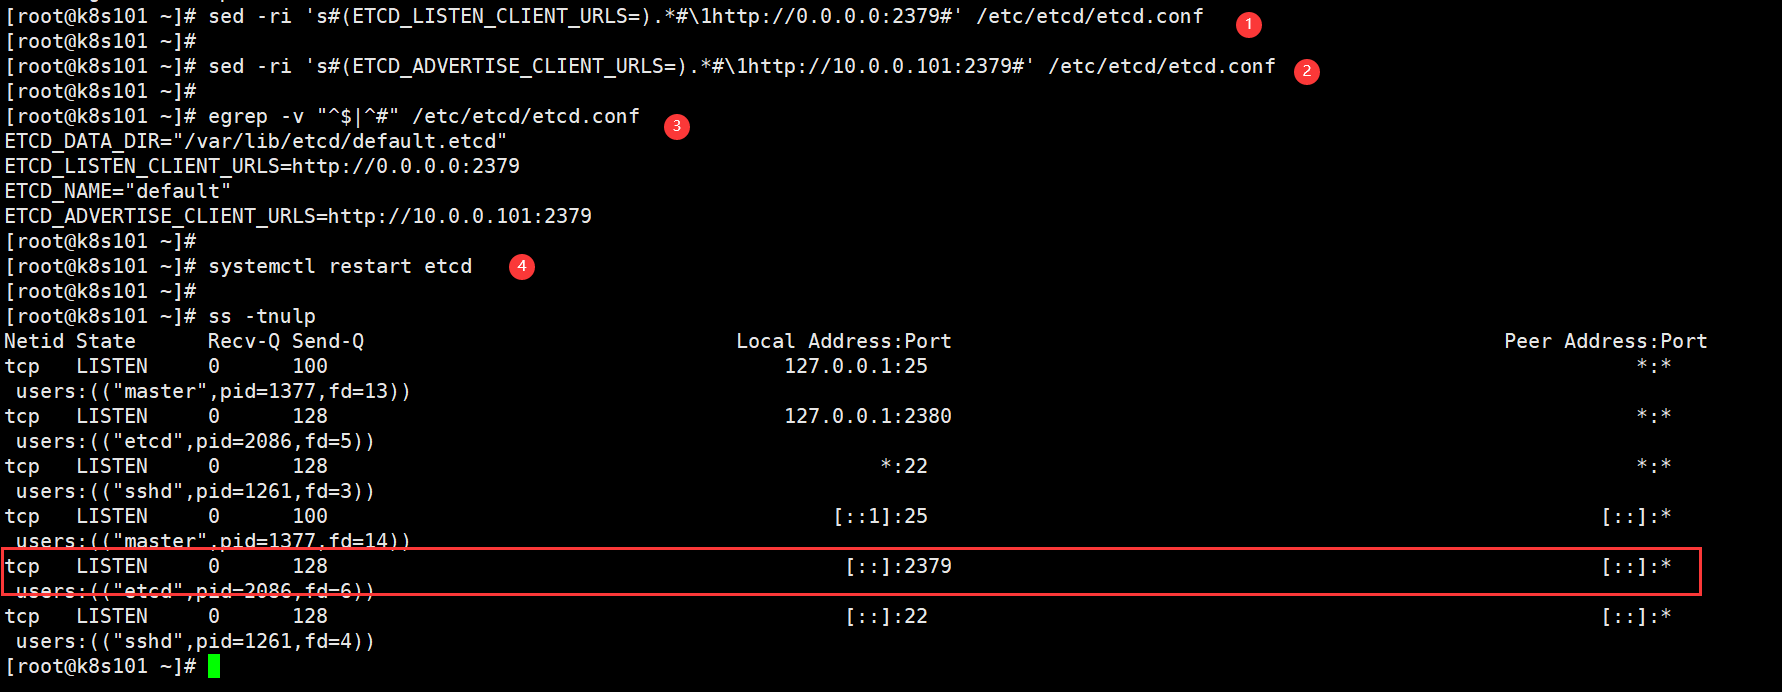 [root@k8s101 ~]# sed -ri 's#(ETCD_LISTEN_CLIENT_URLS=).*#\1http://0.0.0.0:2379#' /etc/etcd/etcd.conf 1
[root@k8s101 ~]#
[root@k8s101 ~]# sed -ri 's#(ETCD_ADVERTISE_CLIENT_URLS=).*#\1http://10.0.0.101:2379#' /etc/etcd/etcd.conf 2
[root@k8s101 ~]#
[root@k8s101 ~]# egrep -v "^$|^#" /etc/etcd/etcd.conf 3
ETCD_DATA_DIR="/var/lib/etcd/default.etcd"
ETCD_LISTEN_CLIENT_URLS=http://0.0.0.0:2379
ETCD_NAME="default"
ETCD_ADVERTISE_CLIENT_URLS=http://10.0.0.101:2379
[root@k8s101 ~]#
[root@k8s101 ~]# systemctl restart etcd 4
[root@k8s101 ~]#
[root@k8s101 ~]# ss -tnulp
Netid State      Recv-Q Send-Q                               Local Address:Port                                              Peer Address:Port
tcp   LISTEN     0      100                                      127.0.0.1:25                                                           *:*
 users:(("master",pid=1377,fd=13))
tcp   LISTEN     0      128                                      127.0.0.1:2380                                                         *:*
 users:(("etcd",pid=2086,fd=5))
tcp   LISTEN     0      128                                              *:22                                                           *:*
 users:(("sshd",pid=1261,fd=3))
tcp   LISTEN     0      100                                          [::1]:25                                                        [::]:*
 users:(("master",pid=1377,fd=14))
tcp   LISTEN     0      128                                           [::]:2379                                                      [::]:*
 users:(("etcd",pid=2086,fd=6))
tcp   LISTEN     0      128                                           [::]:22                                                        [::]:*
 users:(("sshd",pid=1261,fd=4))
[root@k8s101 ~]#